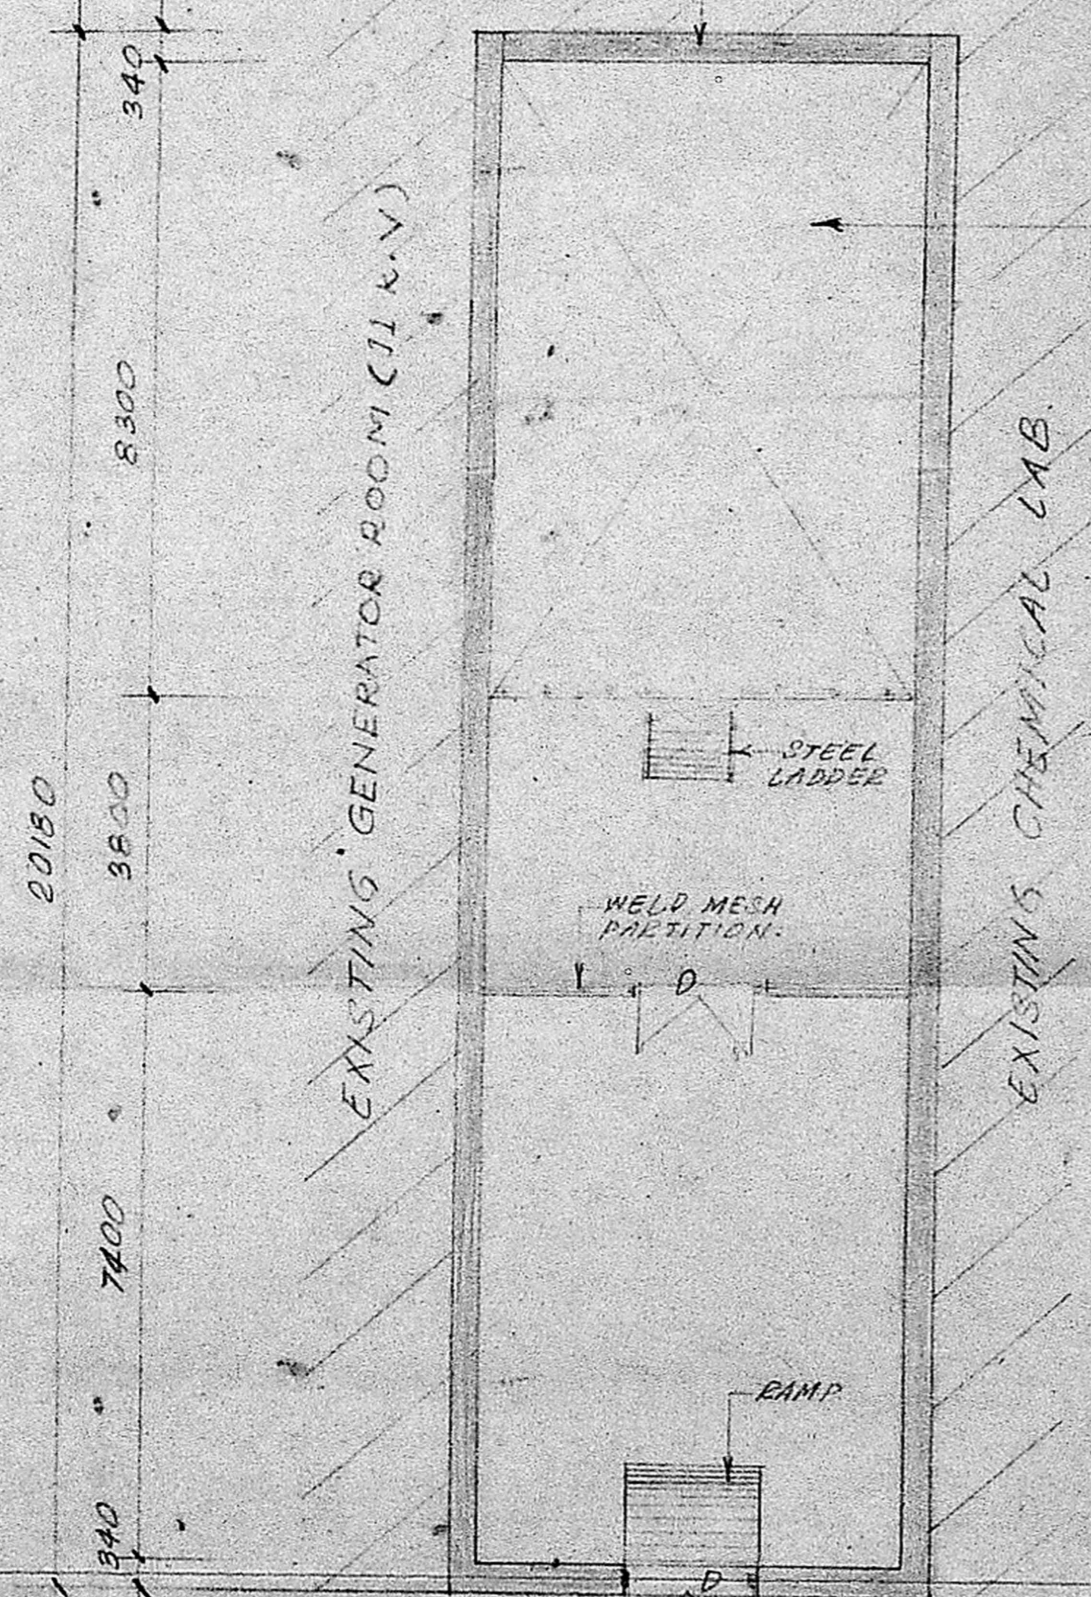 340
8300
3800
7400
340
20180
EXISTING GENERATOR ROOM (11 K.V)
STEEL
LADDER
WELD MESH
PARTITION.
D
RAMP
D
EXISTING CHEMICAL LAB.